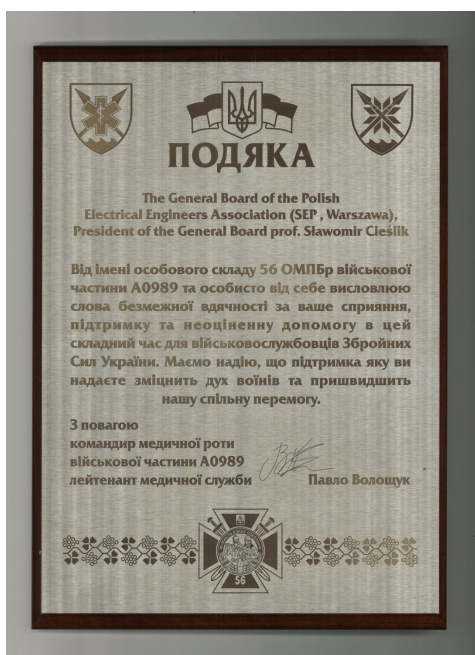 ПОДЯКА
The General Board of the Polish
Electrical Engineers Association (SEP , Warszawa),
President of the General Board prof. Sławomir Cieślik
Від імені особового складу 56 ОМПБр військової
частини А0989 та особисто від себе висловлюю
слова безмежної вдячності за ваше сприяння,
підтримку та неоціненну допомогу в цей
складний час для військовослужбовців Збройних
Сил України. Маємо надію, що підтримка яку ви
надаєте зміцнить дух воїнів та пришвидшить
нашу спільну перемогу.
З повагою
командир медичної роти
військової частини А0989
лейтенант медичної служби Павло Волощук
56